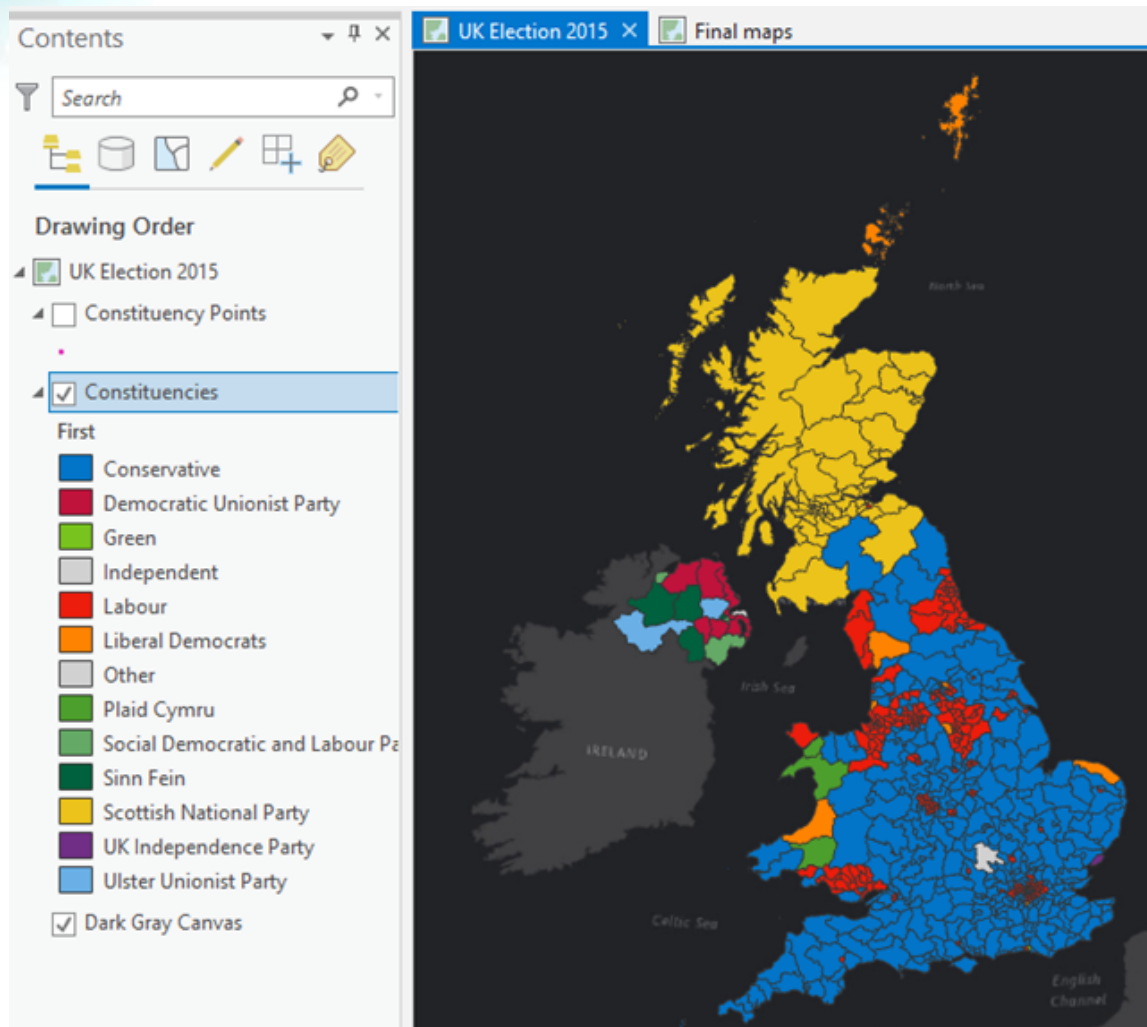 Contents
UK Election 2015
Final maps
Search
Drawing Order
UK Election 2015
Constituency Points
Constituencies
First
Conservative
Democratic Unionist Party
Green
Independent
Labour
Liberal Democrats
Other
Plaid Cymru
Social Democratic and Labour Pa
Sinn Fein
Scottish National Party
UK Independence Party
Ulster Unionist Party
Dark Gray Canvas
North Sea
Irish Sea
IRELAND
Celtic Sea
English
Channel